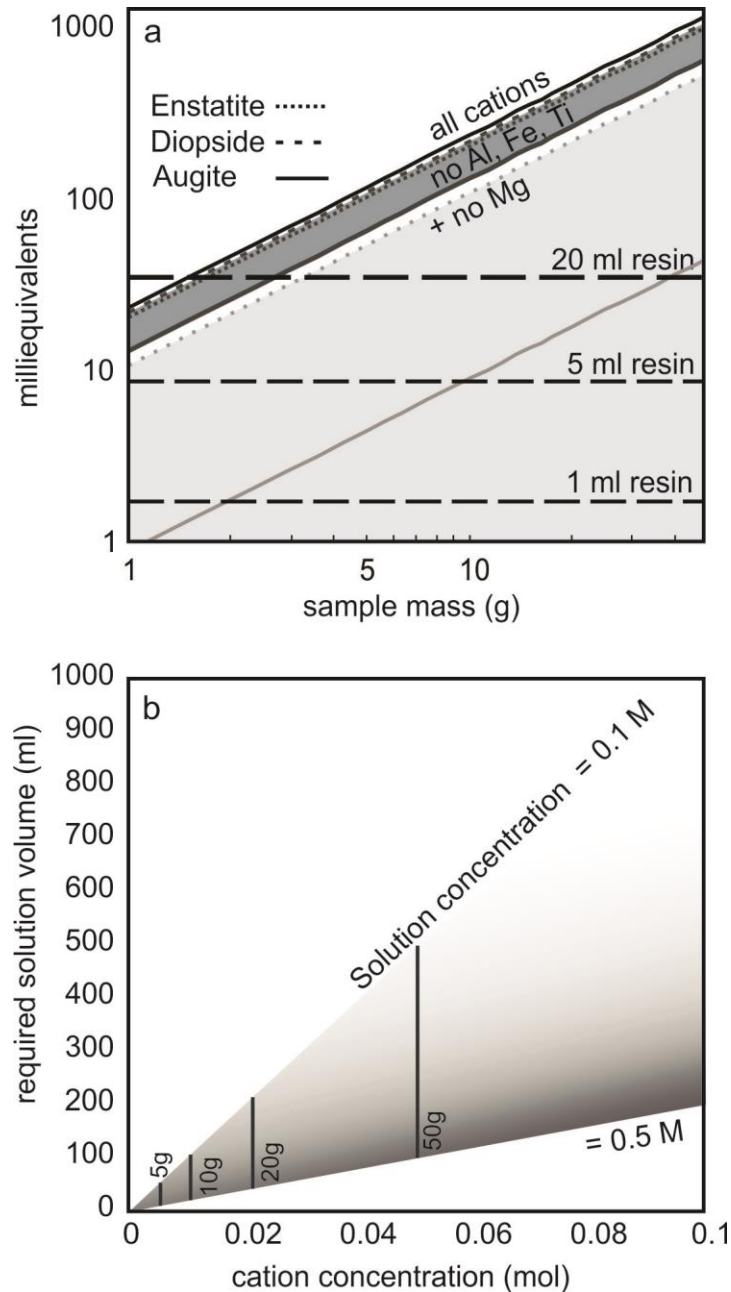 a
1000
100
10
1
milliequivalents
Enstatite
Diopside
Augite
all cations
no Al, Fe, Ti
+ no Mg
20 ml resin
5 ml resin
1 ml resin
1
5
10
sample mass (g)
b
1000
900
800
700
600
500
400
300
200
100
0
required solution volume (ml)
Solution concentration = 0.1 M
= 0.5 M
5g
10g
20g
50g
0
0.02
0.04
0.06
0.08
0.1
cation concentration (mol)